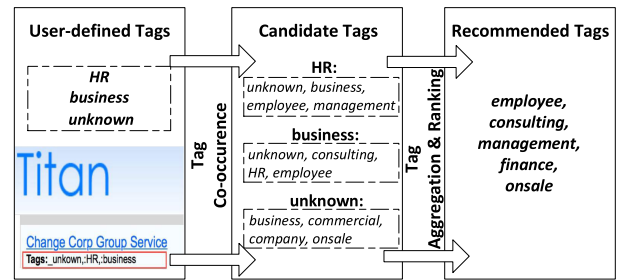 User-defined Tags
HR
business
unknown
Titan
Change Corp Group Service
Tags:_unkown,:HR,:business
Tag
Co-occurence
Candidate Tags
HR:
unknown, business,
employee, management
business:
unknown, consulting,
HR, employee
unknown:
business, commercial,
company, onsale
Tag
Aggregation & Ranking
Recommended Tags
employee,
consulting,
management,
finance,
onsale